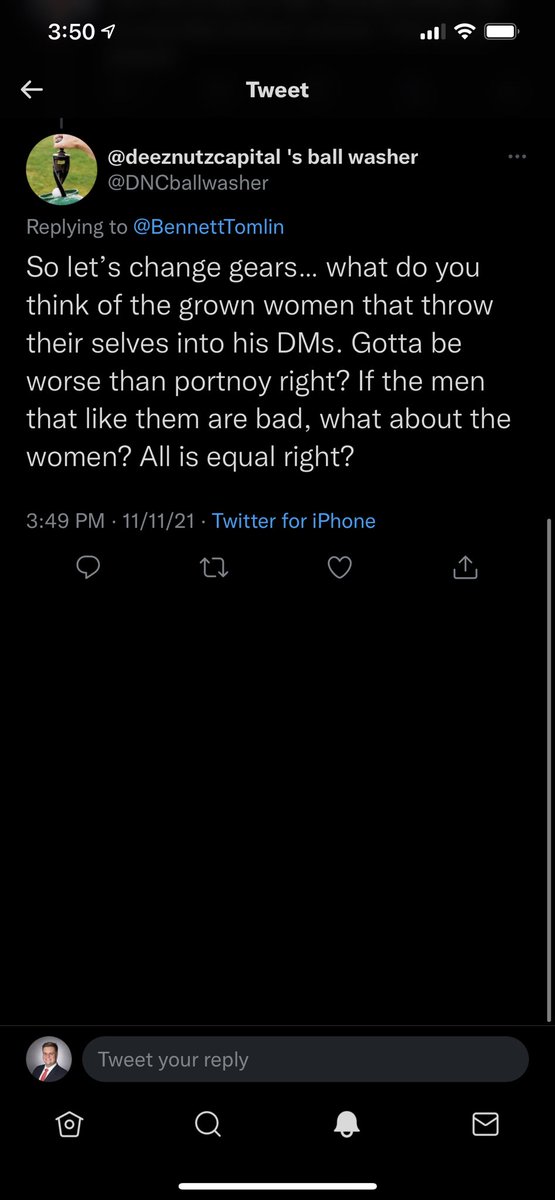 3:50
Tweet
@deeznutzcapital 's ball washer
@DNCballwasher
Replying to @BennettTomlin
So let’s change gears... what do you
think of the grown women that throw
their selves into his DMs. Gotta be
worse than portnoy right? If the men
that like them are bad, what about the
women? All is equal right?
3:49 PM · 11/11/21 · Twitter for iPhone
Tweet your reply